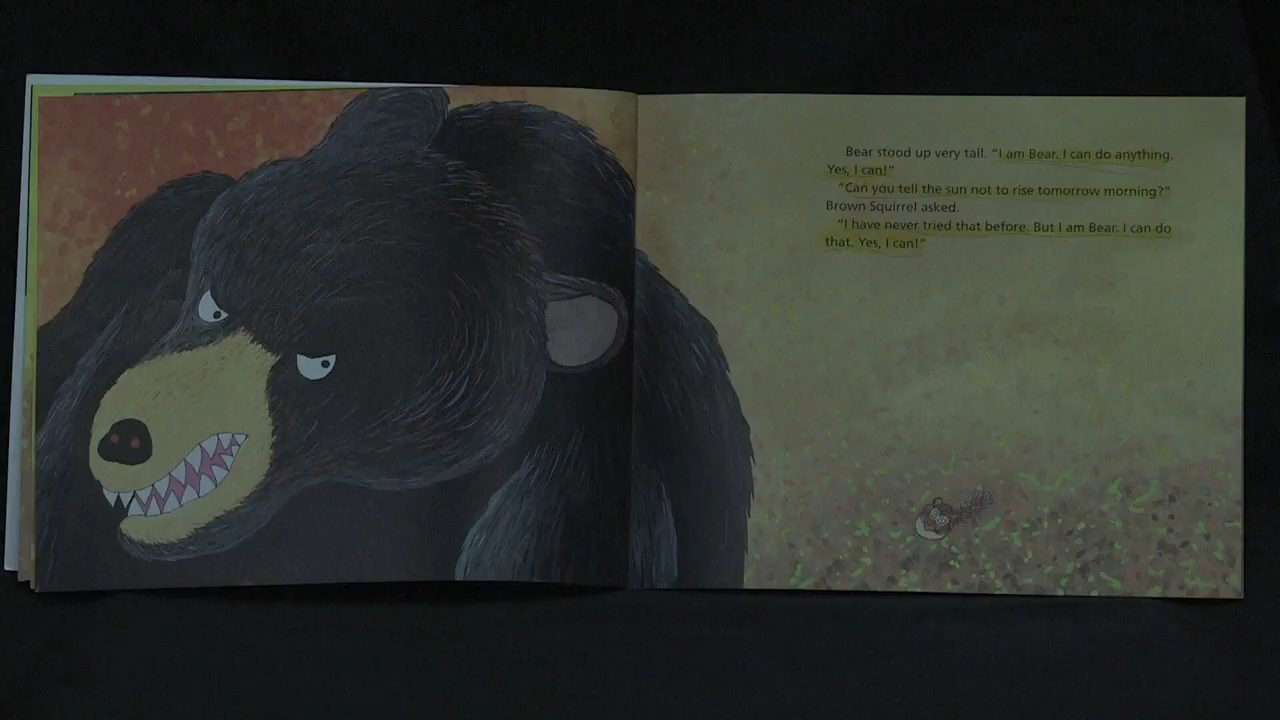 Bear stood up very tall. “I am Bear. I can do anything.
Yes, I can!”
“Can you tell the sun not to rise tomorrow morning?”
Brown Squirrel asked.
“I have never tried that before. But I am Bear. I can do
that. Yes, I can!”